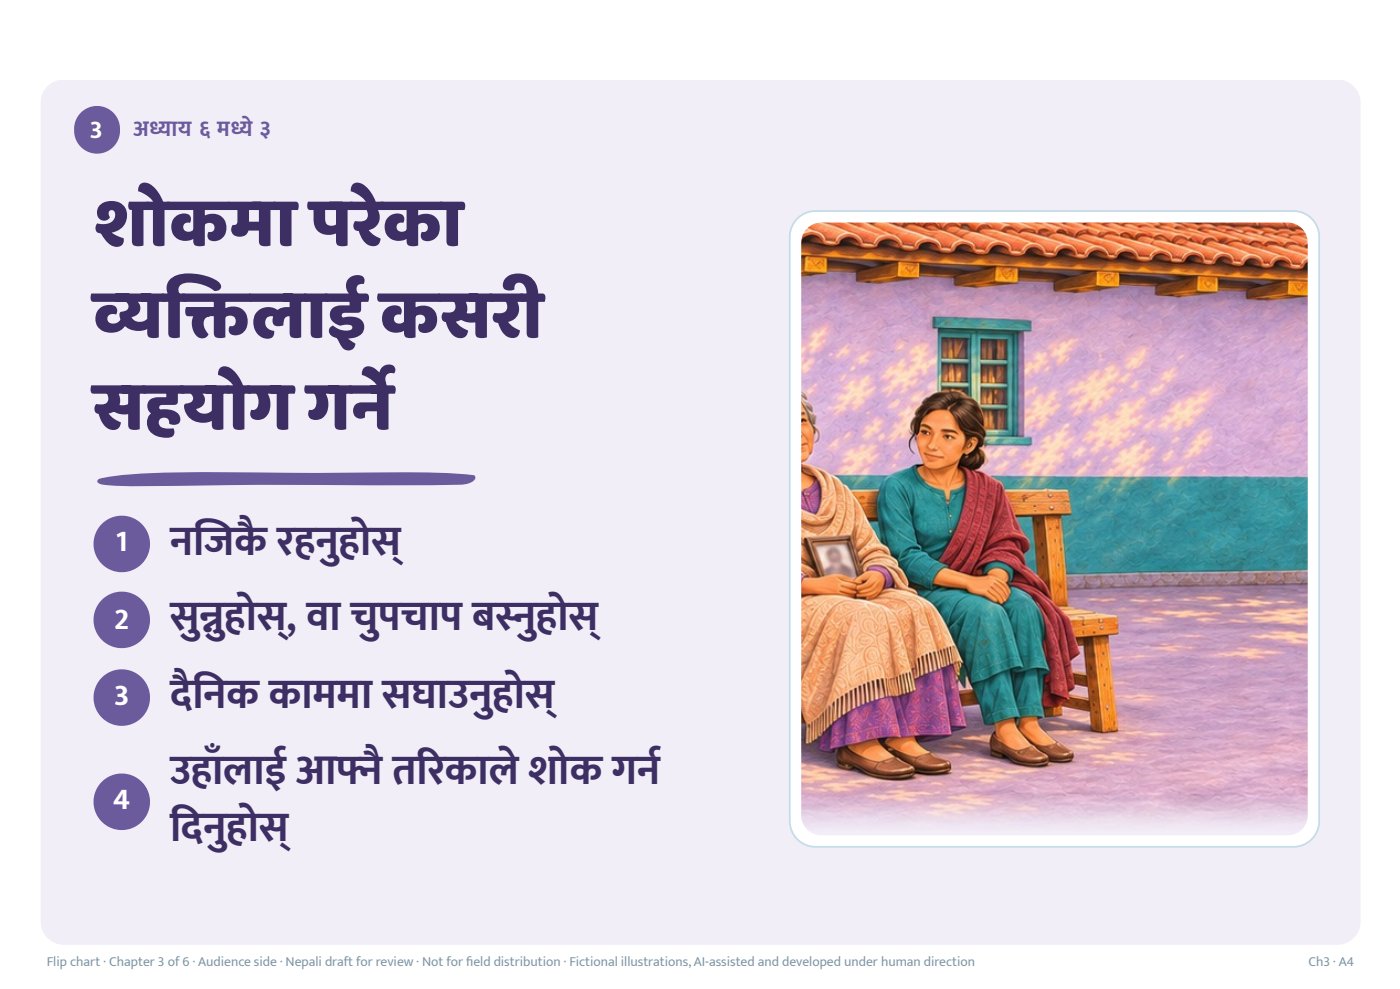 3 अध्याय ६ मध्ये ३
शोकमा परेका
व्यक्तिलाई कसरी
सहयोग गर्ने
1 नजिकै रहनुहोस्
2 सुन्नुहोस्, वा चुपचाप बस्नुहोस्
3 दैनिक काममा सघाउनुहोस्
4 उहाँलाई आफ्नै तरिकाले शोक गर्न
दिनुहोस्
Flip chart · Chapter 3 of 6 · Audience side · Nepali draft for review · Not for field distribution · Fictional illustrations, AI-assisted and developed under human direction
Ch3 · A4